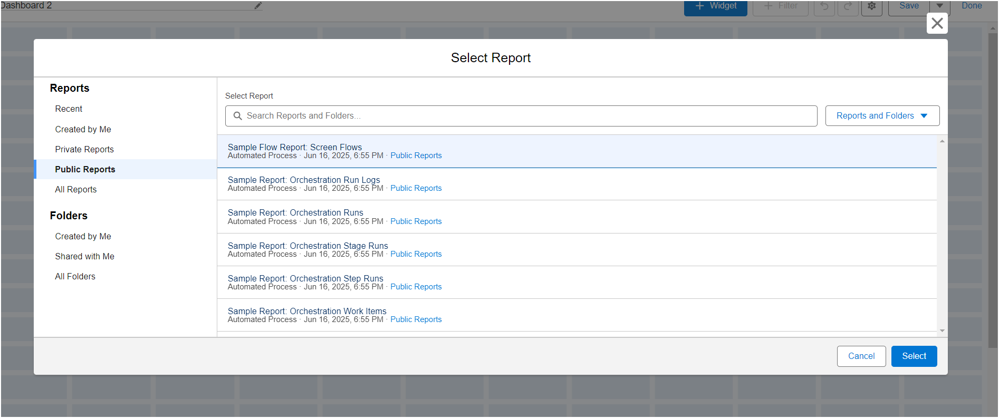 Dashboard 2
Widget
Filter
Save
Done
Select Report
Reports
Recent
Created by Me
Private Reports
Public Reports
All Reports
Folders
Created by Me
Shared with Me
All Folders
Select Report
Search Reports and Folders...
Reports and Folders
Sample Flow Report: Screen Flows
Automated Process · Jun 16, 2025, 6:55 PM · Public Reports
Sample Report: Orchestration Run Logs
Automated Process · Jun 16, 2025, 6:55 PM · Public Reports
Sample Report: Orchestration Runs
Automated Process · Jun 16, 2025, 6:55 PM · Public Reports
Sample Report: Orchestration Stage Runs
Automated Process · Jun 16, 2025, 6:55 PM · Public Reports
Sample Report: Orchestration Step Runs
Automated Process · Jun 16, 2025, 6:55 PM · Public Reports
Sample Report: Orchestration Work Items
Automated Process · Jun 16, 2025, 6:55 PM · Public Reports
Cancel
Select